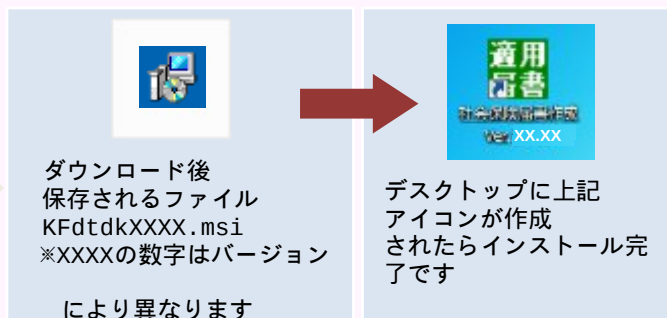 ダウンロード後
保存されるファイル
KFdtdkXXXX.msi
※XXXXの数字はバージョン
により異なります
適用
届書
社会保険届書作成
Ver XX.XX
デスクトップに上記
アイコンが作成
されたらインストール完
了です